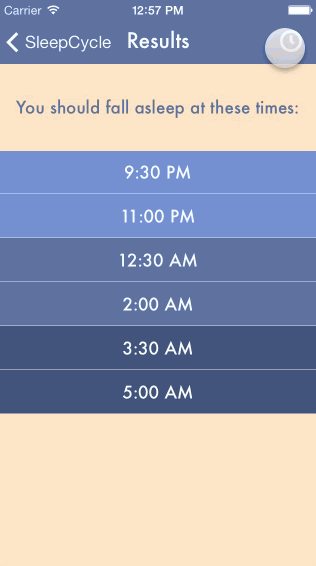 Carrier 12:57 PM
SleepCycle Results
You should fall asleep at these times:
9:30 PM
11:00 PM
12:30 AM
2:00 AM
3:30 AM
5:00 AM